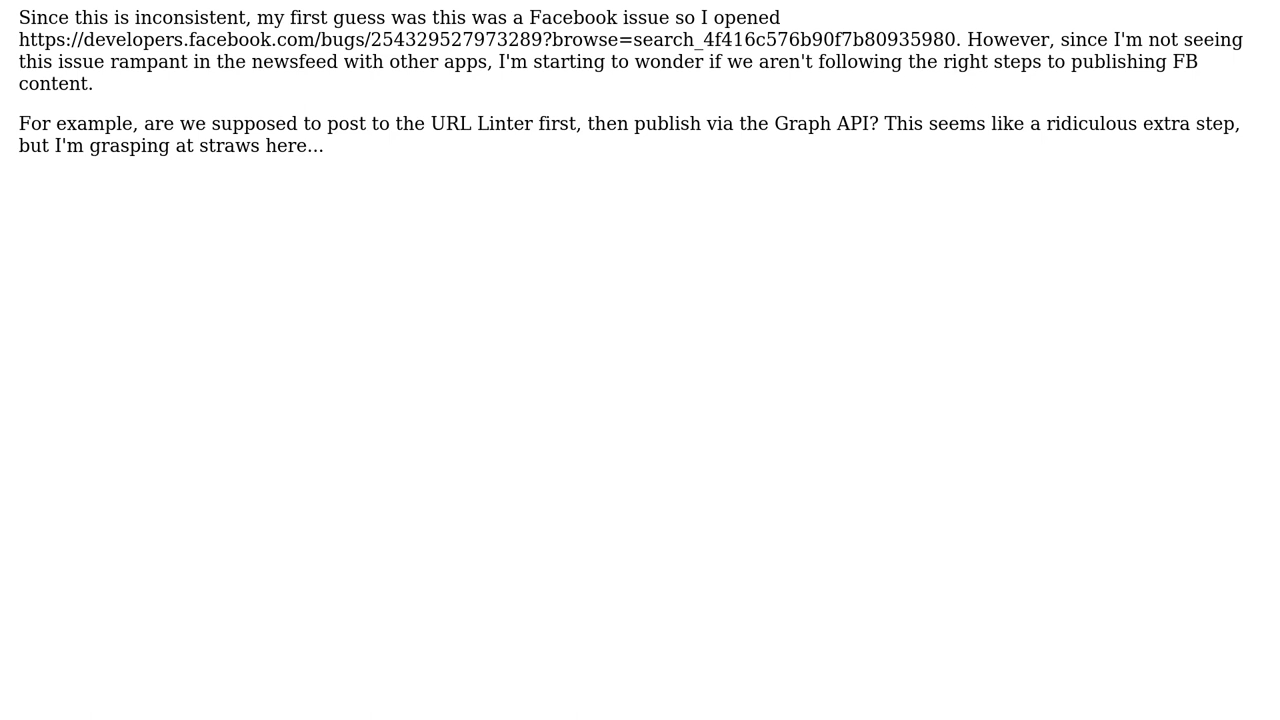 Since this is inconsistent, my first guess was this was a Facebook issue so I opened
https://developers.facebook.com/bugs/254329527973289?browse=search_4f416c576b90f7b80935980. However, since I'm not seeing
this issue rampant in the newsfeed with other apps, I'm starting to wonder if we aren't following the right steps to publishing FB
content.
For example, are we supposed to post to the URL Linter first, then publish via the Graph API? This seems like a ridiculous extra step,
but I'm grasping at straws here...